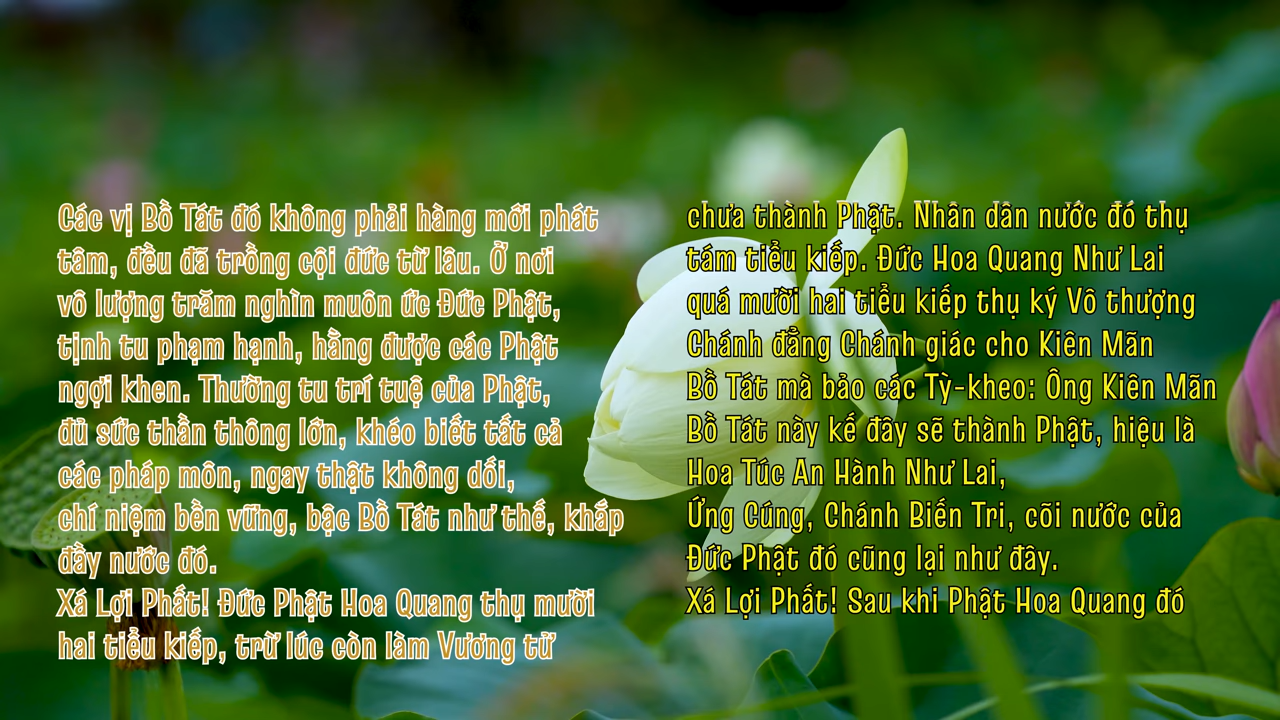 Các vị Bồ Tát đó không phải hàng mới phát
tâm, đều đã trồng cội đức từ lâu. Ở nơi
vô lượng trăm nghìn muôn ức Đức Phật,
tịnh tu phạm hạnh, hằng được các Phật
ngợi khen. Thường tu trí tuệ của Phật,
đủ sức thần thông lớn, khéo biết tất cả
các pháp môn, ngay thật không dối,
chí niệm bền vững, bậc Bồ Tát như thế, khắp
đầy nước đó.
Xá Lợi Phất! Đức Phật Hoa Quang thụ mười
hai tiểu kiếp, trừ lúc còn làm Vương tử
chưa thành Phật. Nhân dân nước đó thụ
tám tiểu kiếp. Đức Hoa Quang Như Lai
quá mười hai tiểu kiếp thụ ký Vô thượng
Chánh đẳng Chánh giác cho Kiên Mãn
Bồ Tát mà bảo các Tỳ-kheo: Ông Kiên Mãn
Bồ Tát này kế đây sẽ thành Phật, hiệu là
Hoa Túc An Hành Như Lai,
Ứng Cúng, Chánh Biến Tri, cõi nước của
Đức Phật đó cũng lại như đây.
Xá Lợi Phất! Sau khi Phật Hoa Quang đó